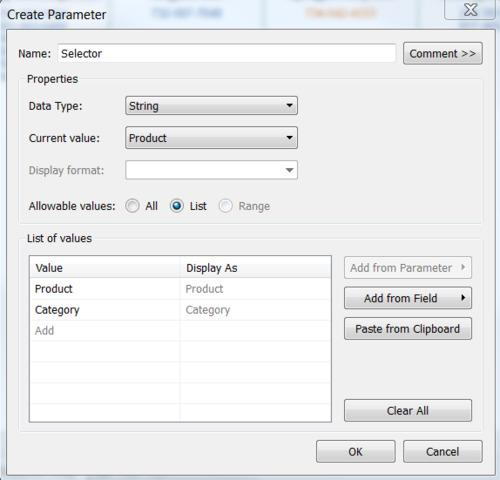 Create Parameter
Name: Selector Comment >>
Properties
Data Type: String
Current value: Product
Display format:
Allowable values: All List Range
List of values
Value Display As
Product Product
Category Category
Add
Add from Parameter
Add from Field
Paste from Clipboard
Clear All
OK Cancel